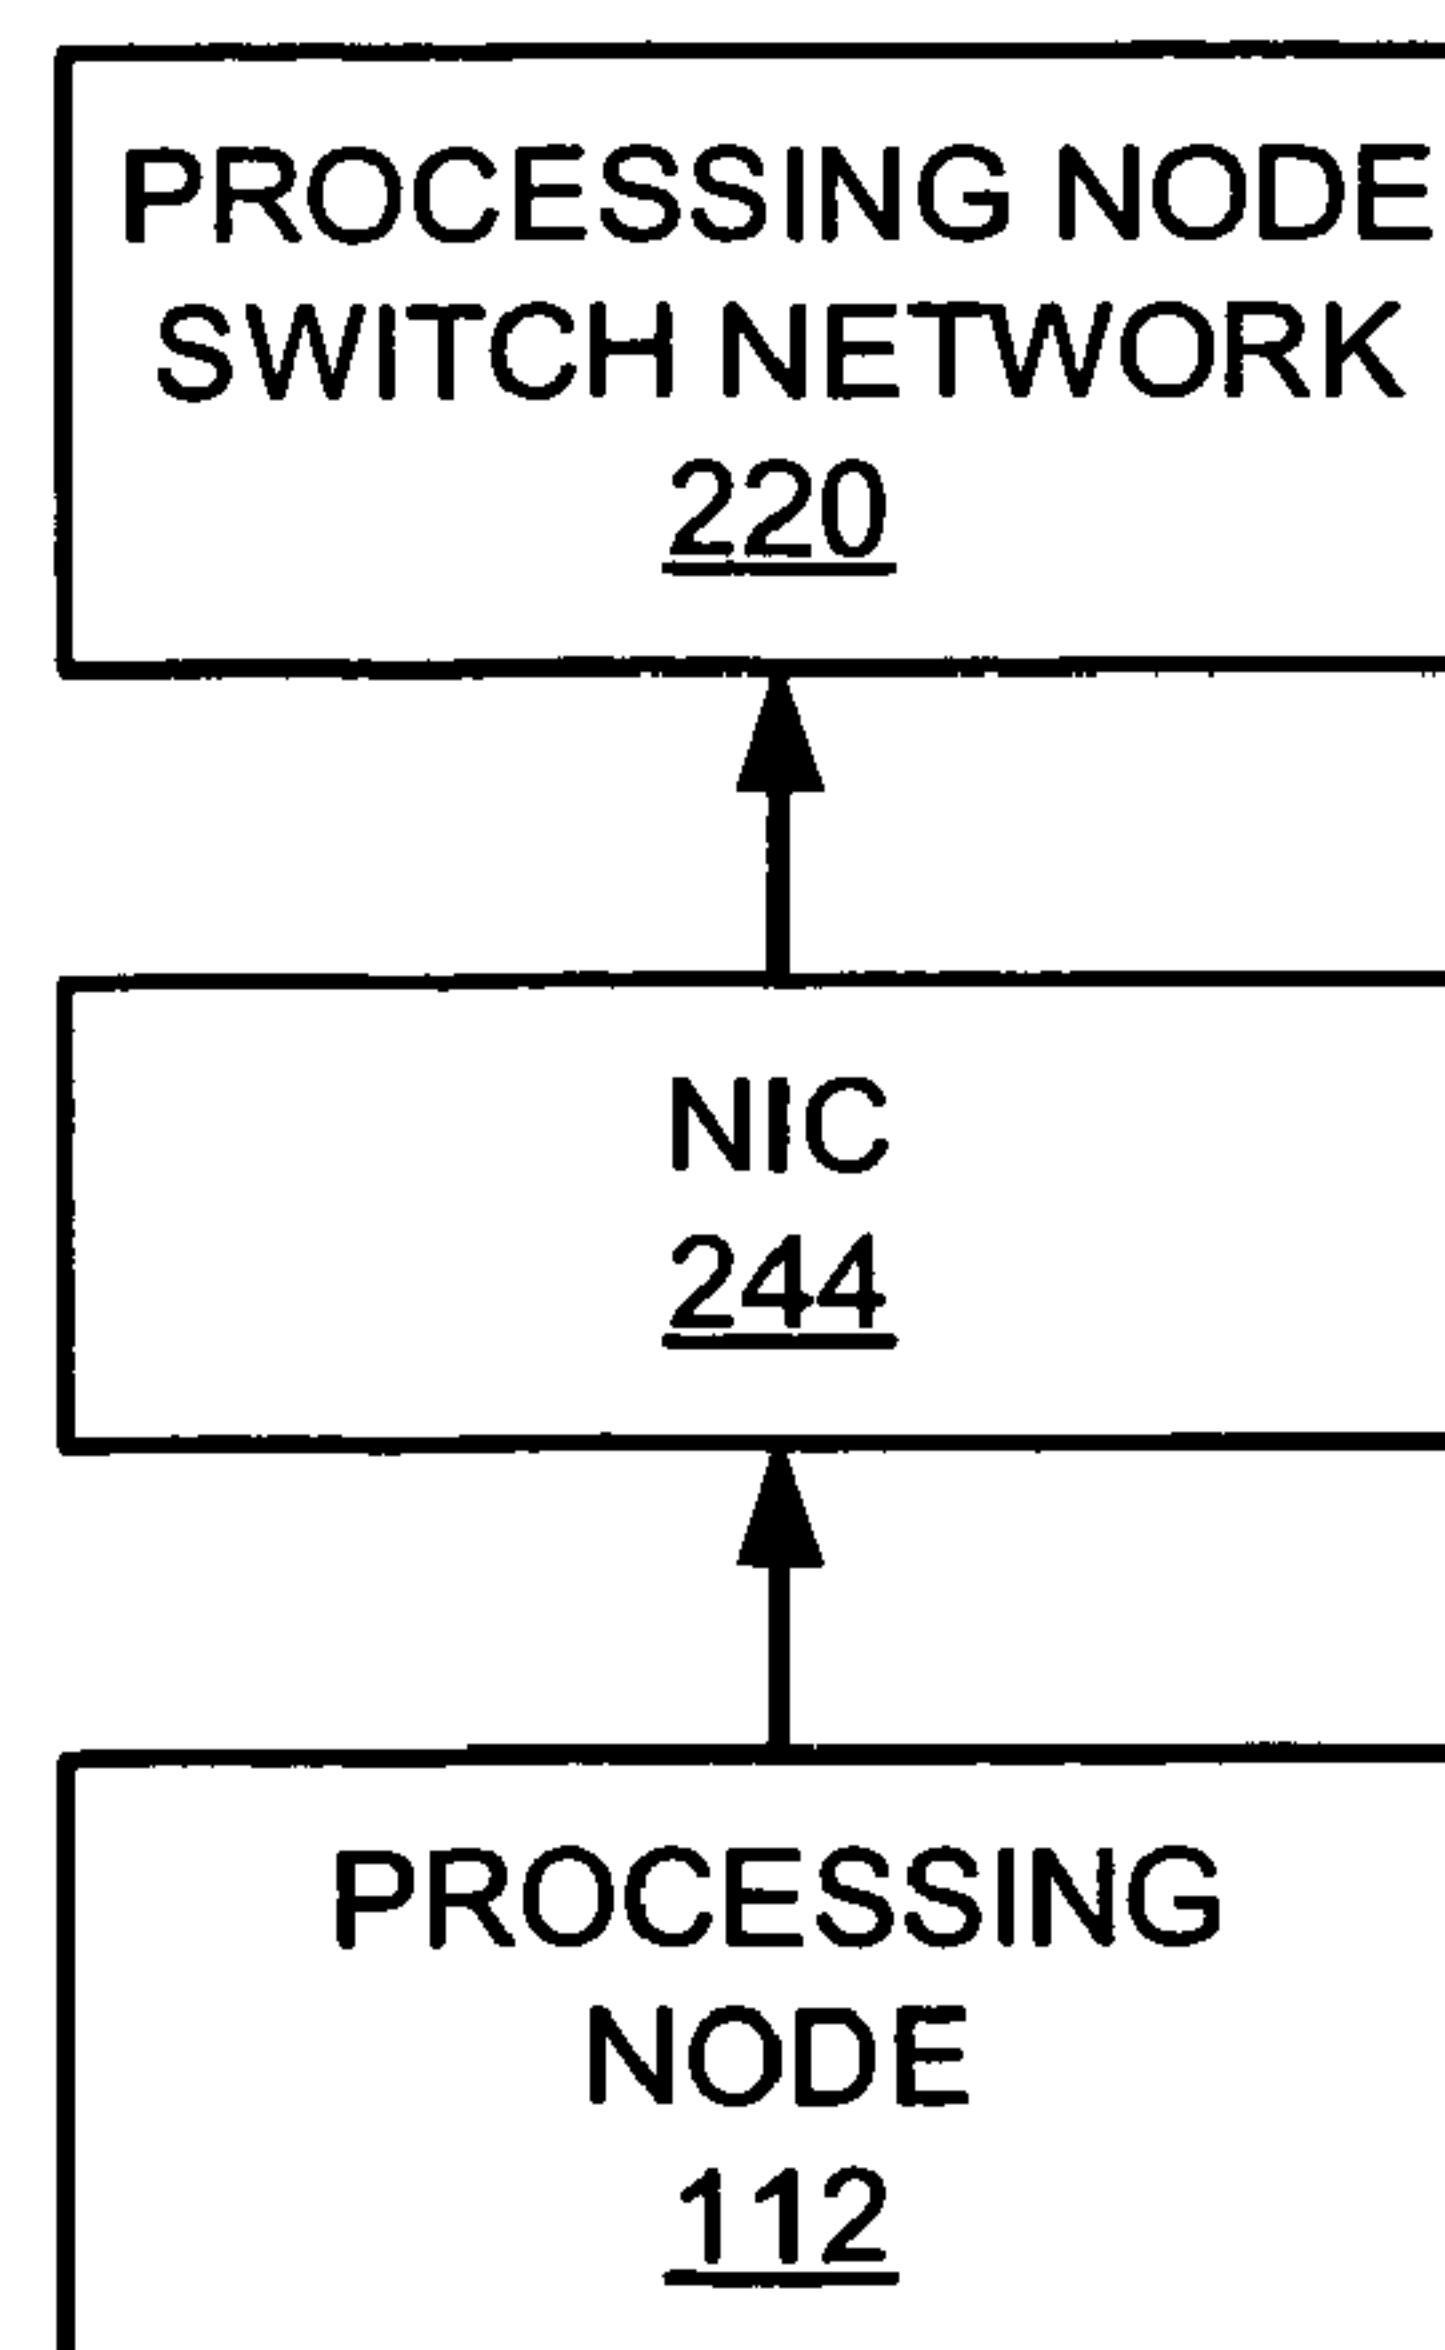 PROCESSING NODE
SWITCH NETWORK
220
NIC
244
PROCESSING
NODE
112